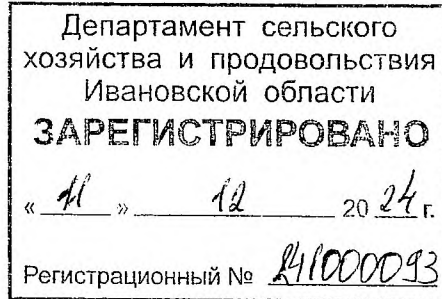 Департамент сельского
хозяйства и продовольствия
Ивановской области
ЗАРЕГИСТРИРОВАНО
« 11 » 12 20 24 г.
Регистрационный № 241000093